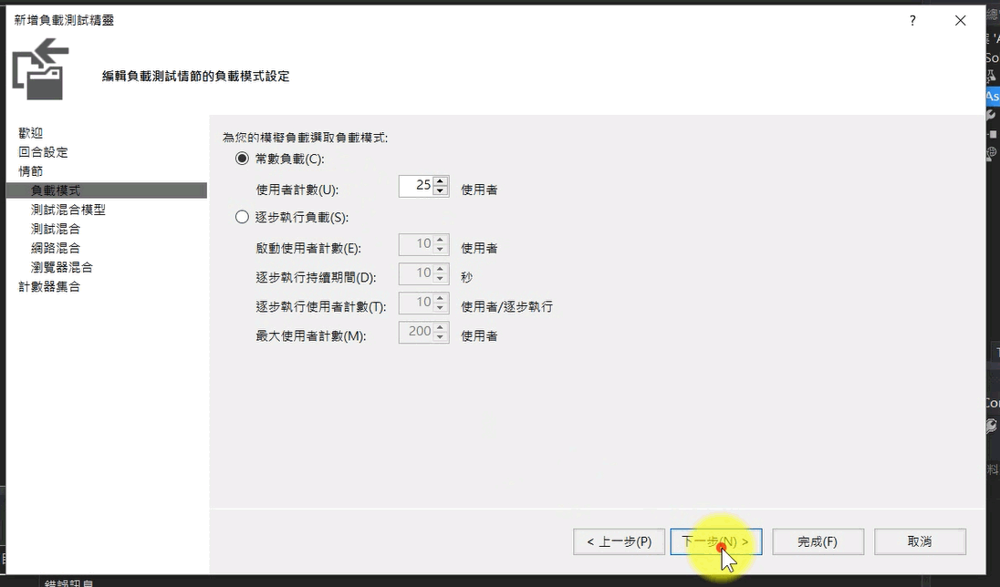 新增負載測試精靈
?
編輯負載測試情節的負載模式設定
歡迎
回合設定
情節
負載模式
測試混合模型
測試混合
網路混合
瀏覽器混合
計數器集合
為您的模擬負載選取負載模式:
常數負載(C):
使用者計數(U): 25 使用者
逐步執行負載(S):
啟動使用者計數(E): 10 使用者
逐步執行持續期間(D): 10 秒
逐步執行使用者計數(T): 10 使用者/逐步執行
最大使用者計數(M): 200 使用者
< 上一步(P) 下一步(N) > 完成(F) 取消
錯誤訊息